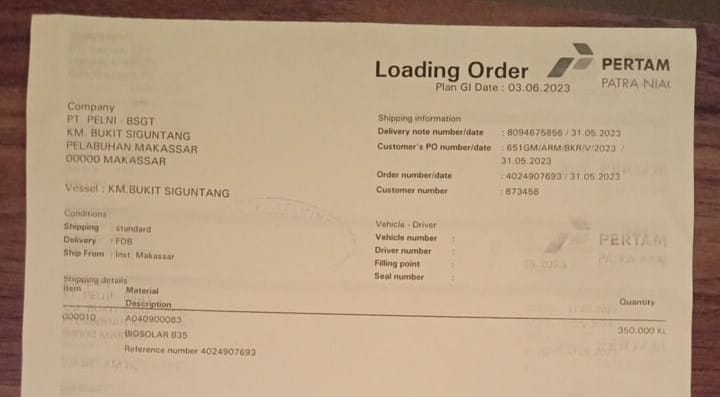 Loading Order
PERTAM
PATRA NIA
Plan GI Date : 03.06.2023
Company
PT. PELNI - BSGT
KM. BUKIT SIGUNTANG
PELABUHAN MAKASSAR
00000 MAKASSAR
Vessel : KM.BUKIT SIGUNTANG
Shipping information
Delivery note number/date : 8094675856 / 31.05.2023
Customer's PO number/date : 651GM/ARM/BKR/V/2023 /
31.05.2023
Order number/date : 4024907693 / 31.05.2023
Customer number : 873458
Conditions
Shipping : standard
Delivery : FOB
Ship From : Inst. Makassar
Vehicle - Driver
Vehicle number :
Driver number :
Filling point :
Seal number :
PERTAM
Shipping details
Item Material Quantity
Description
000010 A040900083 350,000 KL
BIOSOLAR B35
Reference number 4024907693